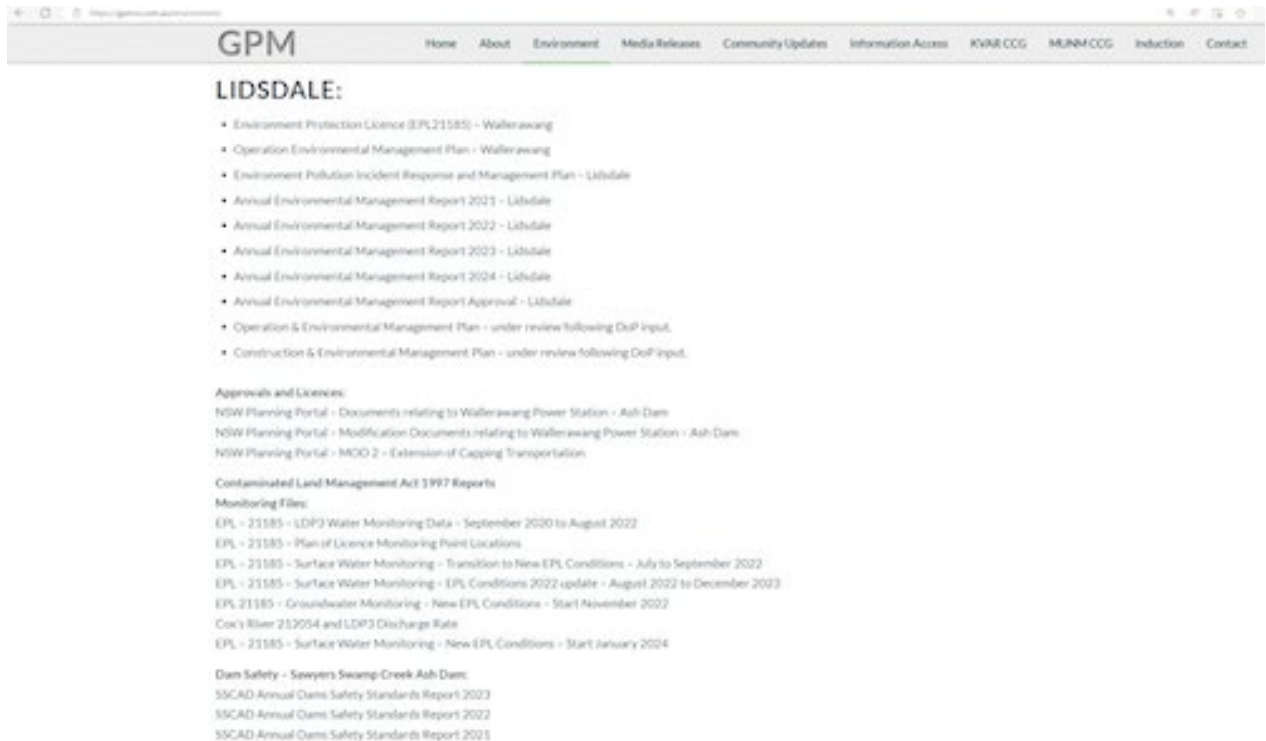 GPM
Home About Environment Media Releases Community Updates Information Access KVAR CCG MUNM CCG Induction Contact
LIDSDALE:
• Environment Protection Licence (EPL21185) – Wallerawang
• Operation Environmental Management Plan – Wallerawang
• Environment Pollution Incident Response and Management Plan – Lidsdale
• Annual Environmental Management Report 2021 – Lidsdale
• Annual Environmental Management Report 2022 – Lidsdale
• Annual Environmental Management Report 2023 – Lidsdale
• Annual Environmental Management Report 2024 – Lidsdale
• Annual Environmental Management Report Approval – Lidsdale
• Operation & Environmental Management Plan – under review following DoP input.
• Construction & Environmental Management Plan – under review following DoP input.
Approvals and Licences:
NSW Planning Portal – Documents relating to Wallerawang Power Station – Ash Dam
NSW Planning Portal – Modification Documents relating to Wallerawang Power Station – Ash Dam
NSW Planning Portal – MOD 2 – Extension of Capping Transportation
Contaminated Land Management Act 1997 Reports
Monitoring Files:
EPL – 21185 – LDP3 Water Monitoring Data – September 2020 to August 2022
EPL – 21185 – Plan of Licence Monitoring Point Locations
EPL – 21185 – Surface Water Monitoring – Transition to New EPL Conditions – July to September 2022
EPL – 21185 – Surface Water Monitoring – EPL Conditions 2022 update – August 2022 to December 2023
EPL 21185 – Groundwater Monitoring – New EPL Conditions – Start November 2022
Cox's River 212054 and LDP3 Discharge Rate
EPL – 21185 – Surface Water Monitoring – New EPL Conditions – Start January 2024
Dam Safety – Sawyers Swamp Creek Ash Dam:
SSCAD Annual Dams Safety Standards Report 2023
SSCAD Annual Dams Safety Standards Report 2022
SSCAD Annual Dams Safety Standards Report 2021